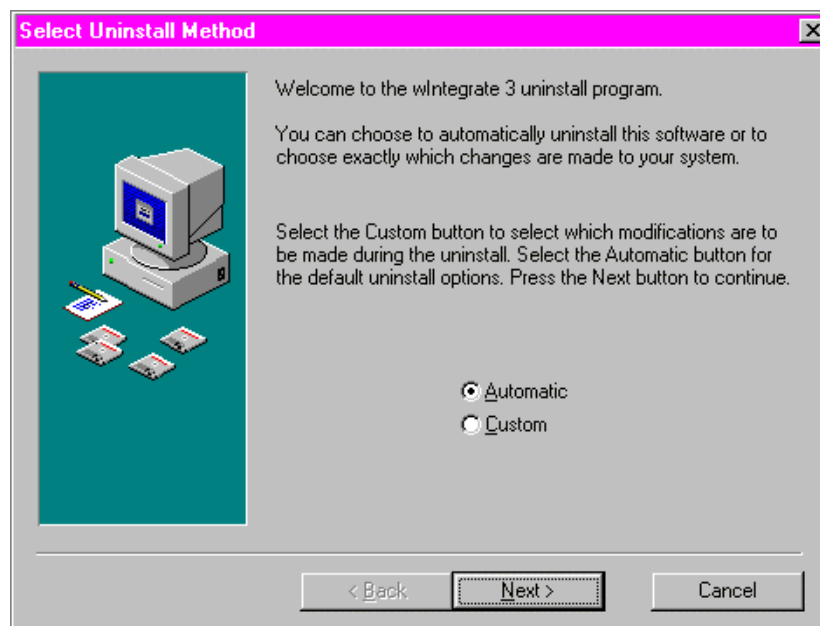 Select Uninstall Method
Welcome to the wIntegrate 3 uninstall program.
You can choose to automatically uninstall this software or to
choose exactly which changes are made to your system.
Select the Custom button to select which modifications are to
be made during the uninstall. Select the Automatic button for
the default uninstall options. Press the Next button to continue.
Automatic
Custom
< Back
Next >
Cancel